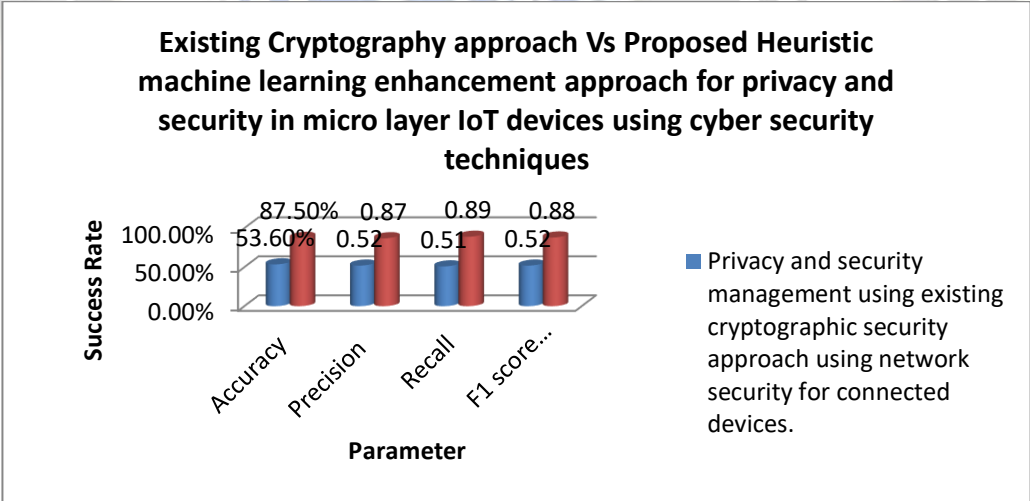 Existing Cryptography approach Vs Proposed Heuristic
machine learning enhancement approach for privacy and
security in micro layer IoT devices using cyber security
techniques
Success Rate
100.00%
50.00%
0.00%
87.50% 0.87 0.89 0.88
53.60% 0.52 0.51 0.52
Accuracy
Precision
Recall
F1 score...
Parameter
Privacy and security
management using existing
cryptographic security
approach using network
security for connected
devices.